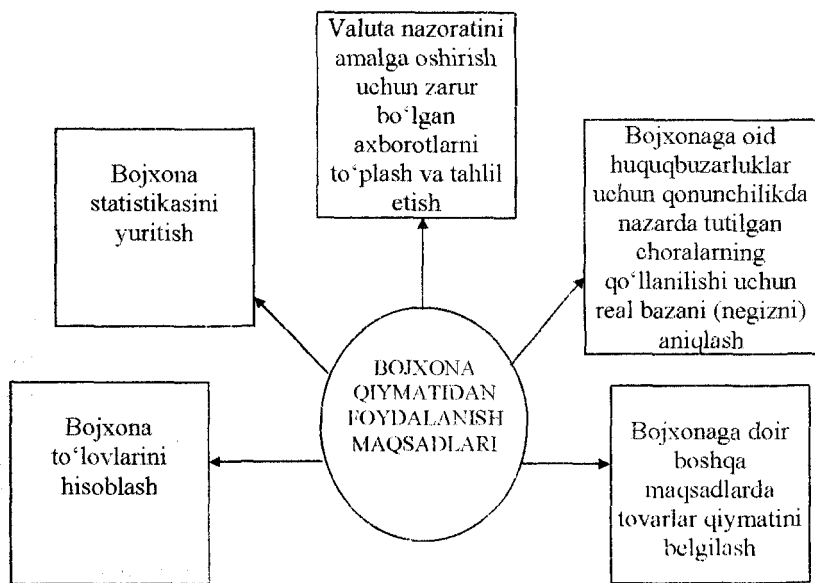 Valuta nazoratini
amalga oshirish
uchun zarur
bo‘lgan
axborotlarni
to‘plash va tahlil
etish
Bojxona
statistikasini
yuritish
Bojxonaga oid
huquqbuzarluklar
uchun qonunchilikda
nazarda tutilgan
choralarning
qo‘llanilishi uchun
real bazani (negizni)
aniqlash
BOJXONA
QIYMATIDAN
FOYDALANISH
MAQSADLARI
Bojxona
to‘lovlarini
hisoblash
Bojxonaga doir
boshqa
maqsadlarda
tovarlar qiymatini
belgilash